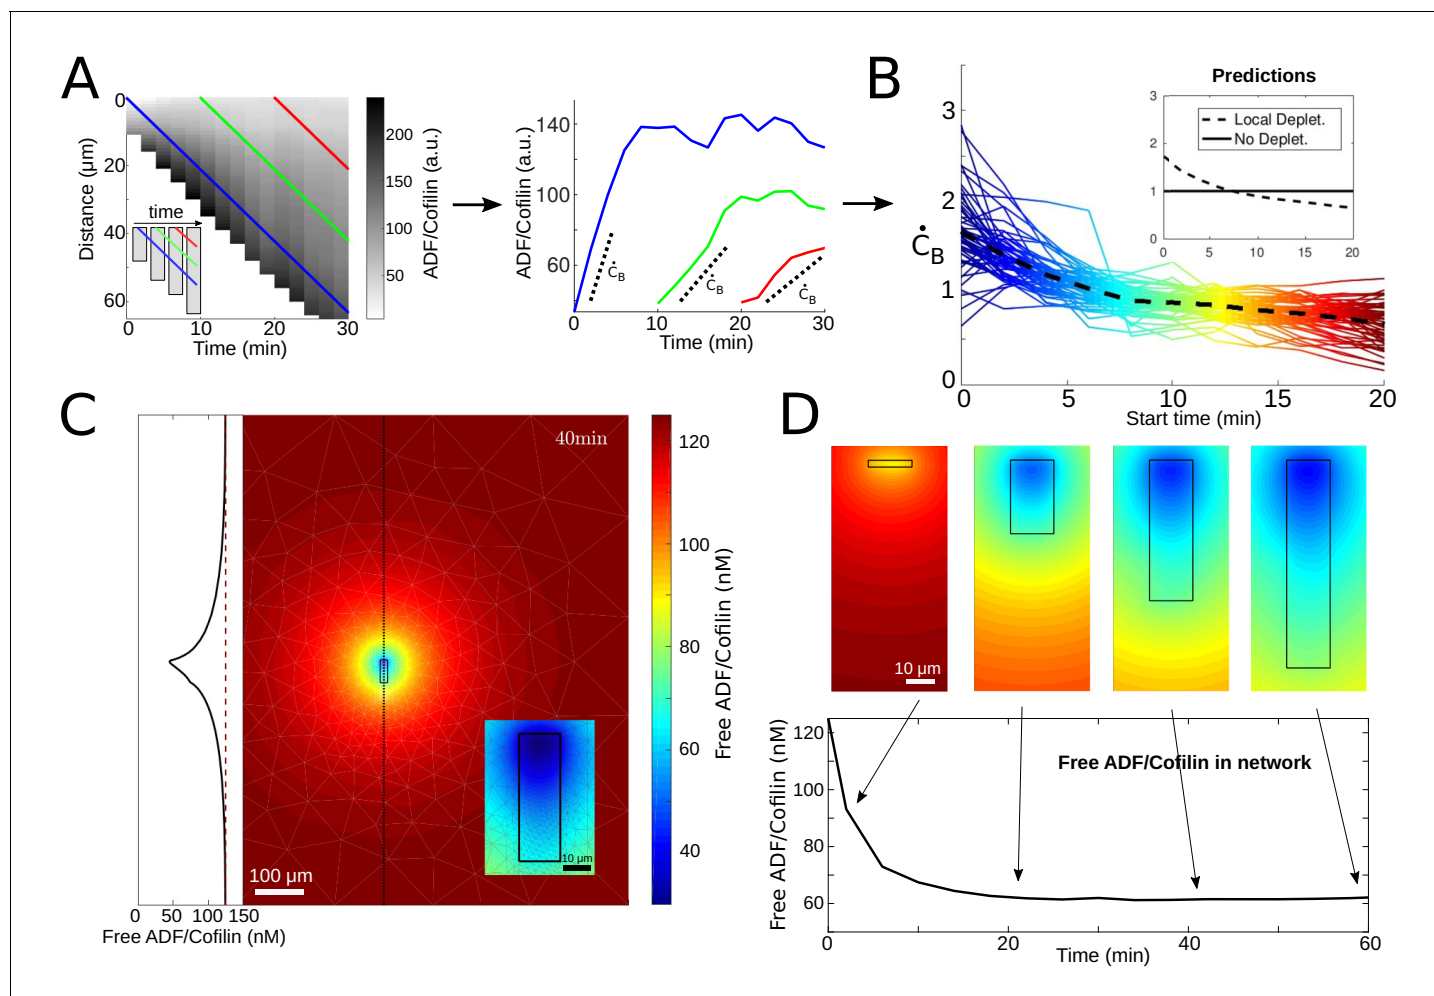 A
0
20
40
60
Distance (µm)
time
0
10
20
30
Time (min)
200
150
100
50
ADF/Cofilin (a.u.)
140
100
60
ADF/Cofilin (a.u.)
ĊB
ĊB
ĊB
0
10
20
30
Time (min)
B
3
2
1
0
ĊB
0
5
10
15
20
Start time (min)
Predictions
3
2
1
0
Local Deplet.
No Deplet.
0
5
10
15
20
C
0
50
100
150
Free ADF/Cofilin (nM)
40min
100 µm
10 µm
120
100
80
60
40
Free ADF/Cofilin (nM)
D
10 µm
120
100
80
60
Free ADF/Cofilin (nM)
Free ADF/Cofilin in network
0
20
40
60
Time (min)